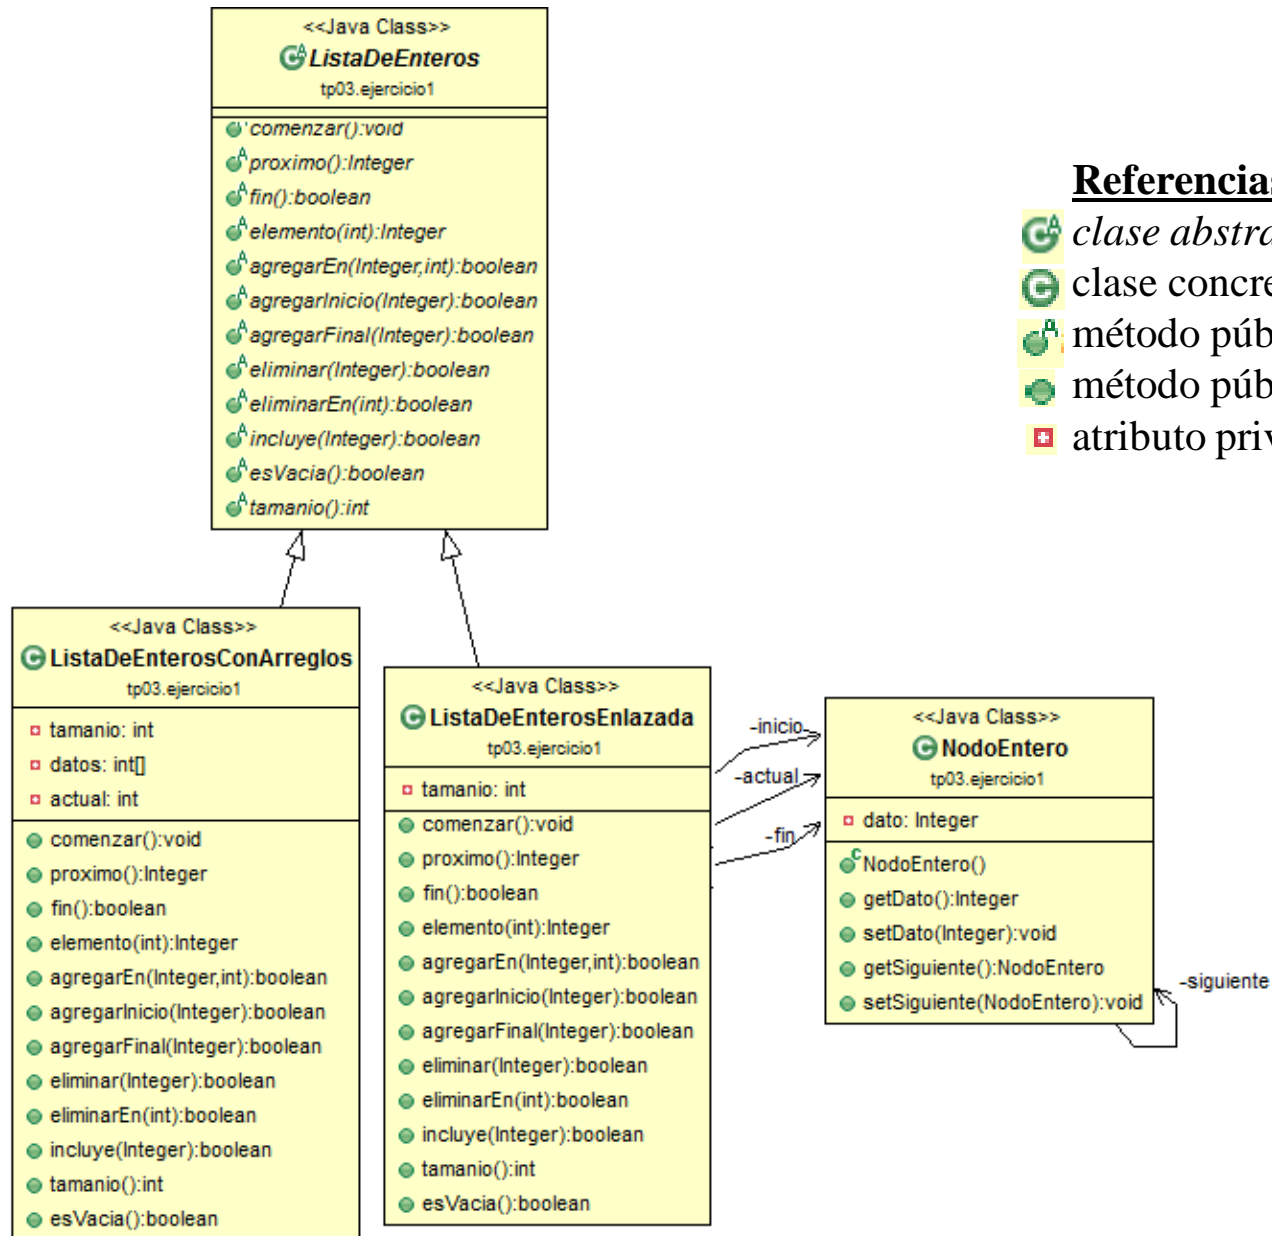 <<Java Class>>
ListaDeEnteros
tp03.ejercicio1
comenzar():void
proximo():Integer
fin():boolean
elemento(int):Integer
agregarEn(Integer,int):boolean
agregarInicio(Integer):boolean
agregarFinal(Integer):boolean
eliminar(Integer):boolean
eliminarEn(int):boolean
incluye(Integer):boolean
esVacia():boolean
tamanio():int
Referencias
clase abstra
clase concre
método púb
método púb
atributo priv
<<Java Class>>
ListaDeEnterosConArreglos
tp03.ejercicio1
tamanio: int
datos: int[]
actual: int
comenzar():void
proximo():Integer
fin():boolean
elemento(int):Integer
agregarEn(Integer,int):boolean
agregarInicio(Integer):boolean
agregarFinal(Integer):boolean
eliminar(Integer):boolean
eliminarEn(int):boolean
incluye(Integer):boolean
tamanio():int
esVacia():boolean
<<Java Class>>
ListaDeEnterosEnlazada
tp03.ejercicio1
tamanio: int
comenzar():void
proximo():Integer
fin():boolean
elemento(int):Integer
agregarEn(Integer,int):boolean
agregarInicio(Integer):boolean
agregarFinal(Integer):boolean
eliminar(Integer):boolean
eliminarEn(int):boolean
incluye(Integer):boolean
tamanio():int
esVacia():boolean
-inicio
-actual
-fin
<<Java Class>>
NodoEntero
tp03.ejercicio1
dato: Integer
NodoEntero()
getDato():Integer
setDato(Integer):void
getSiguiente():NodoEntero
setSiguiente(NodoEntero):void
-siguiente